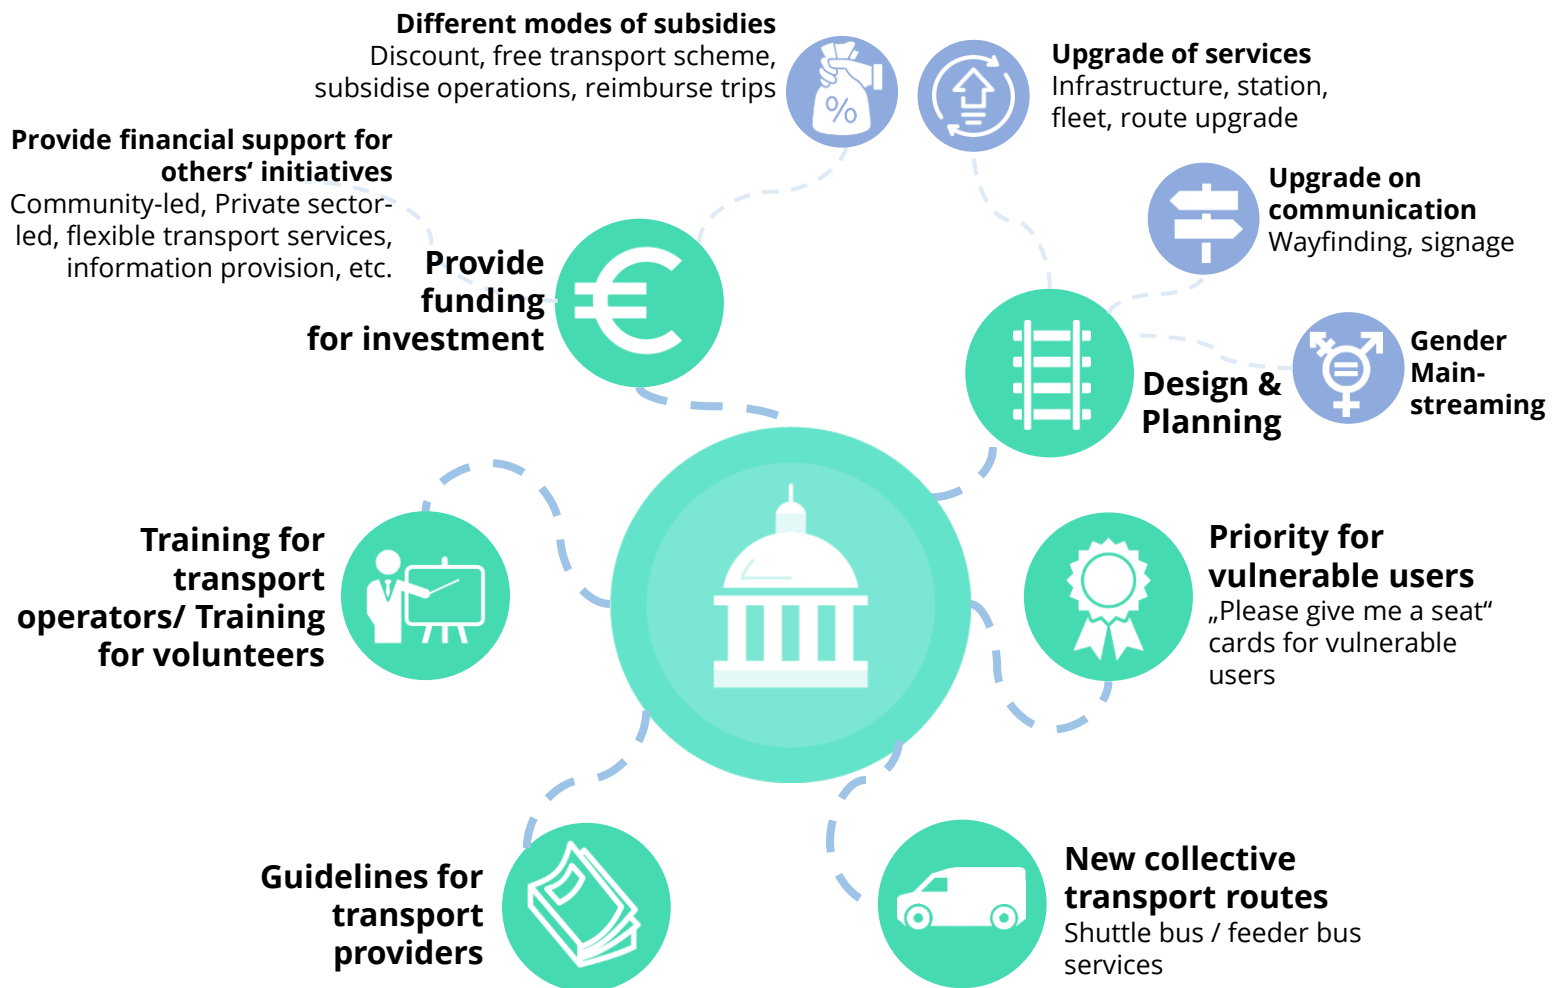 Different modes of subsidies
Discount, free transport scheme,
subsidise operations, reimburse trips
%
Upgrade of services
Infrastructure, station,
fleet, route upgrade
Provide financial support for
others‘ initiatives
Community-led, Private sector-
led, flexible transport services,
information provision, etc.
Upgrade on
communication
Wayfinding, signage
Provide
funding
for investment
€
Gender
Main-
streaming
Design &
Planning
Training for
transport
operators/ Training
for volunteers
Priority for
vulnerable users
„Please give me a seat“
cards for vulnerable
users
Guidelines for
transport
providers
New collective
transport routes
Shuttle bus / feeder bus
services